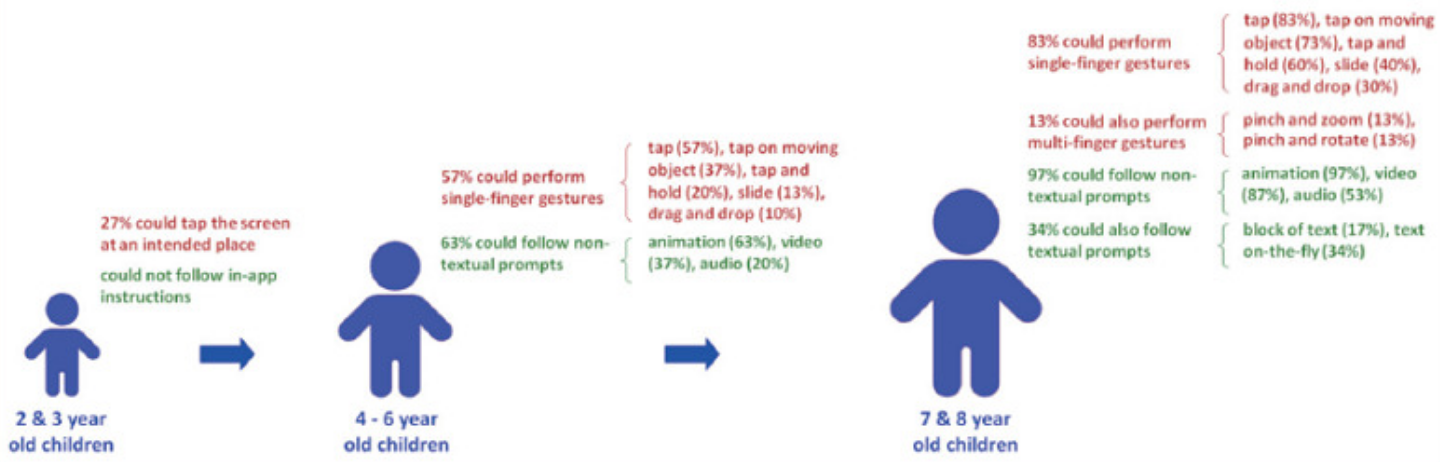 27% could tap the screen
at an intended place
could not follow in-app
instructions
2 & 3 year
old children
57% could perform
single-finger gestures
tap (57%), tap on moving
object (37%), tap and
hold (20%), slide (13%),
drag and drop (10%)
63% could follow non-
textual prompts
animation (63%), video
(37%), audio (20%)
4 - 6 year
old children
83% could perform
single-finger gestures
tap (83%), tap on moving
object (73%), tap and
hold (60%), slide (40%),
drag and drop (30%)
13% could also perform
multi-finger gestures
pinch and zoom (13%),
pinch and rotate (13%)
97% could follow non-
textual prompts
animation (97%), video
(87%), audio (53%)
34% could also follow
textual prompts
block of text (17%), text
on-the-fly (34%)
7 & 8 year
old children